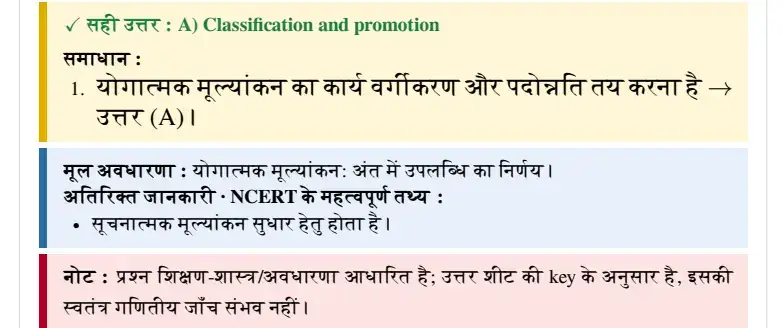 ✓ सही उत्तर : A) Classification and promotion
समाधान :
1. योगात्मक मूल्यांकन का कार्य वर्गीकरण और पदोन्नति तय करना है →
उत्तर (A)।
मूल अवधारणा : योगात्मक मूल्यांकन: अंत में उपलब्धि का निर्णय।
अतिरिक्त जानकारी · NCERT के महत्वपूर्ण तथ्य :
• सूचनात्मक मूल्यांकन सुधार हेतु होता है।
नोट : प्रश्न शिक्षण-शास्त्र/अवधारणा आधारित है; उत्तर शीट की key के अनुसार है, इसकी
स्वतंत्र गणितीय जाँच संभव नहीं।